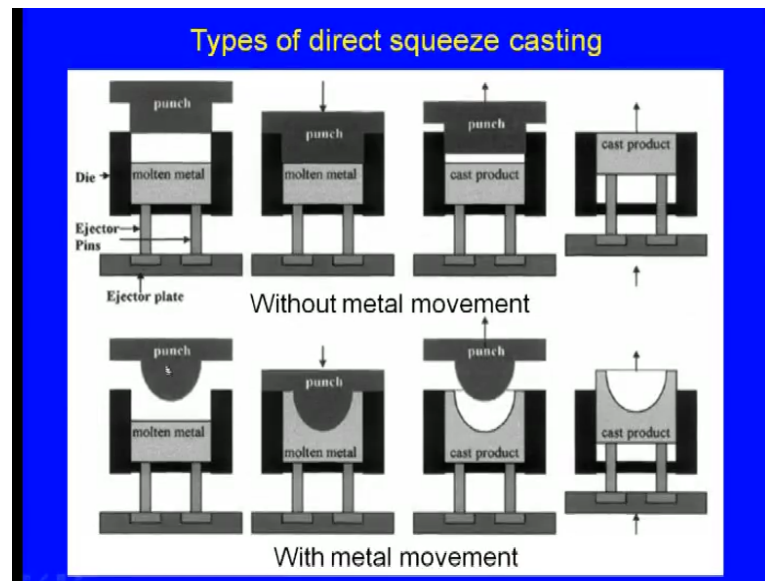 Types of direct squeeze casting
punch
punch
punch
cast product
Die
molten metal
molten metal
cast product
Ejector
Pins
Ejector plate
Without metal movement
punch
punch
punch
molten metal
molten metal
cast product
cast product
With metal movement